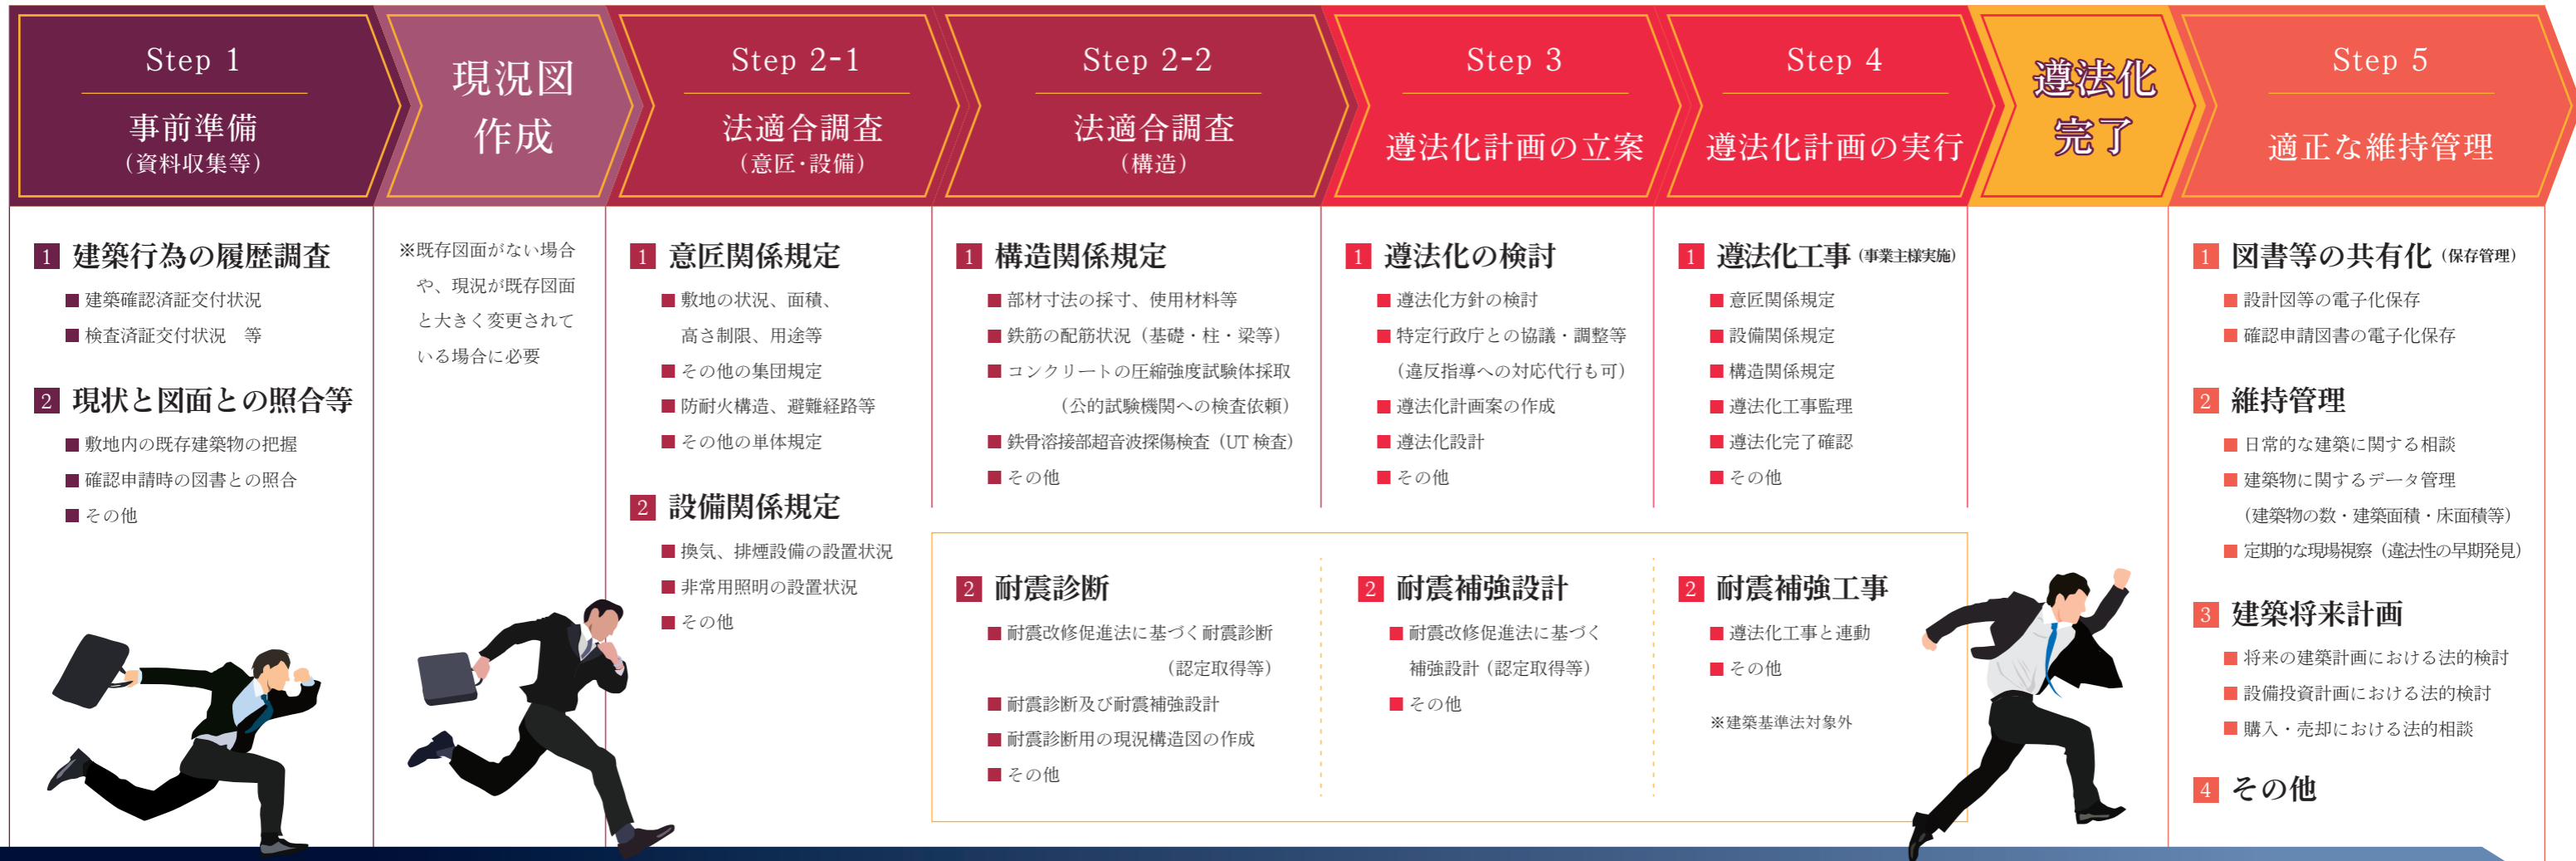 Step 1
事前準備
（資料収集等）
現況図
作成
Step 2-1
法適合調査
（意匠・設備）
Step 2-2
法適合調査
（構造）
Step 3
遵法化計画の立案
Step 4
遵法化計画の実行
遵法化
完了
Step 5
適正な維持管理
1 建築行為の履歴調査
■ 建築確認済証交付状況
■ 検査済証交付状況　等
2 現状と図面との照合等
■ 敷地内の既存建築物の把握
■ 確認申請時の図書との照合
■ その他
※既存図面がない場合
や、現況が既存図面
と大きく変更されて
いる場合に必要
1 意匠関係規定
■ 敷地の状況、面積、
高さ制限、用途等
■ その他の集団規定
■ 防耐火構造、避難経路等
■ その他の単体規定
2 設備関係規定
■ 換気、排煙設備の設置状況
■ 非常用照明の設置状況
■ その他
1 構造関係規定
■ 部材寸法の採寸、使用材料等
■ 鉄筋の配筋状況（基礎・柱・梁等）
■ コンクリートの圧縮強度試験体採取
（公的試験機関への検査依頼）
■ 鉄骨溶接部超音波探傷検査（UT 検査）
■ その他
2 耐震診断
■ 耐震改修促進法に基づく耐震診断
（認定取得等）
■ 耐震診断及び耐震補強設計
■ 耐震診断用の現況構造図の作成
■ その他
1 遵法化の検討
■ 遵法化方針の検討
■ 特定行政庁との協議・調整等
（違反指導への対応代行も可）
■ 遵法化計画案の作成
■ 遵法化設計
■ その他
2 耐震補強設計
■ 耐震改修促進法に基づく
補強設計（認定取得等）
■ その他
1 遵法化工事（事業主様実施）
■ 意匠関係規定
■ 設備関係規定
■ 構造関係規定
■ 遵法化工事監理
■ 遵法化完了確認
■ その他
2 耐震補強工事
■ 遵法化工事と連動
■ その他
※建築基準法対象外
1 図書等の共有化（保存管理）
■ 設計図等の電子化保存
■ 確認申請図書の電子化保存
2 維持管理
■ 日常的な建築に関する相談
■ 建築物に関するデータ管理
（建築物の数・建築面積・床面積等）
■ 定期的な現場視察（違法性の早期発見）
3 建築将来計画
■ 将来の建築計画における法的検討
■ 設備投資計画における法的検討
■ 購入・売却における法的相談
4 その他